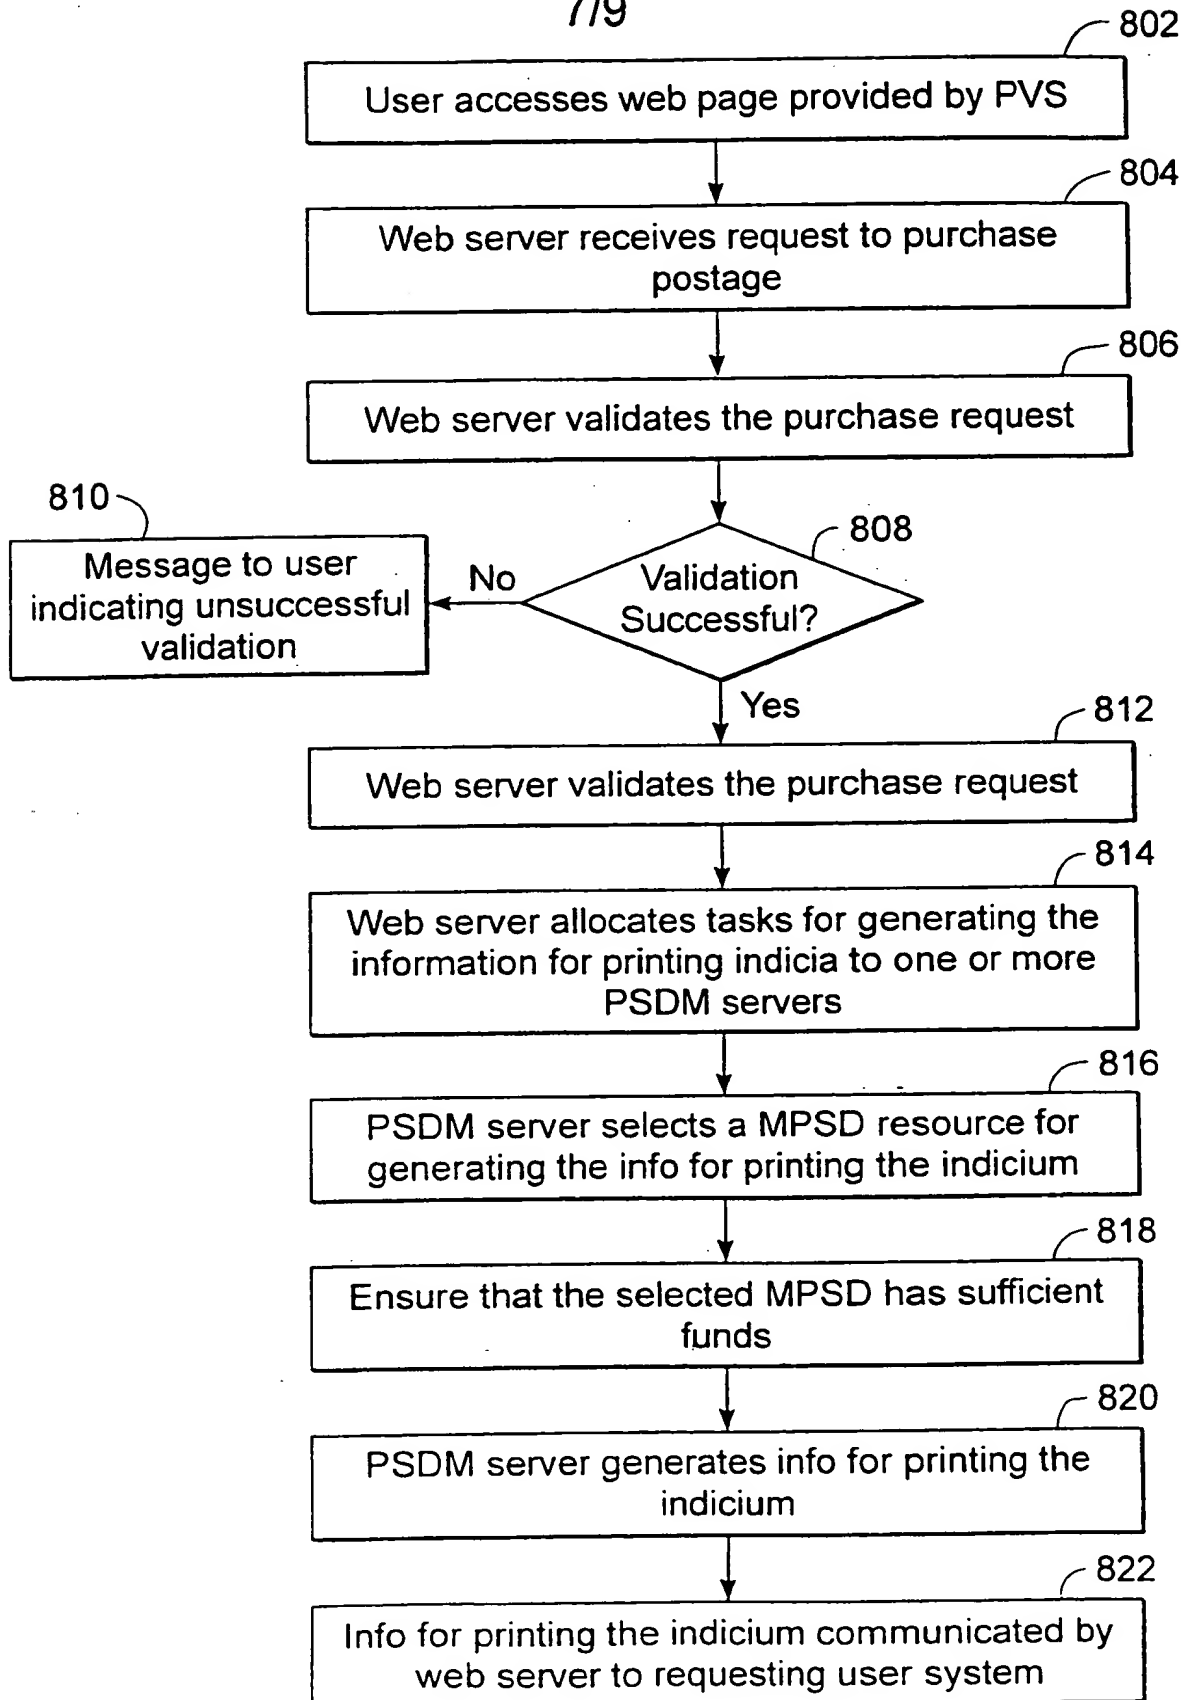 7/9
802
User accesses web page provided by PVS
804
Web server receives request to purchase
postage
806
Web server validates the purchase request
810
Message to user
indicating unsuccessful
validation
No
808
Validation
Successful?
Yes
812
Web server validates the purchase request
814
Web server allocates tasks for generating the
information for printing indicia to one or more
PSDM servers
816
PSDM server selects a MPSD resource for
generating the info for printing the indicium
818
Ensure that the selected MPSD has sufficient
funds
820
PSDM server generates info for printing the
indicium
822
Info for printing the indicium communicated by
web server to requesting user system